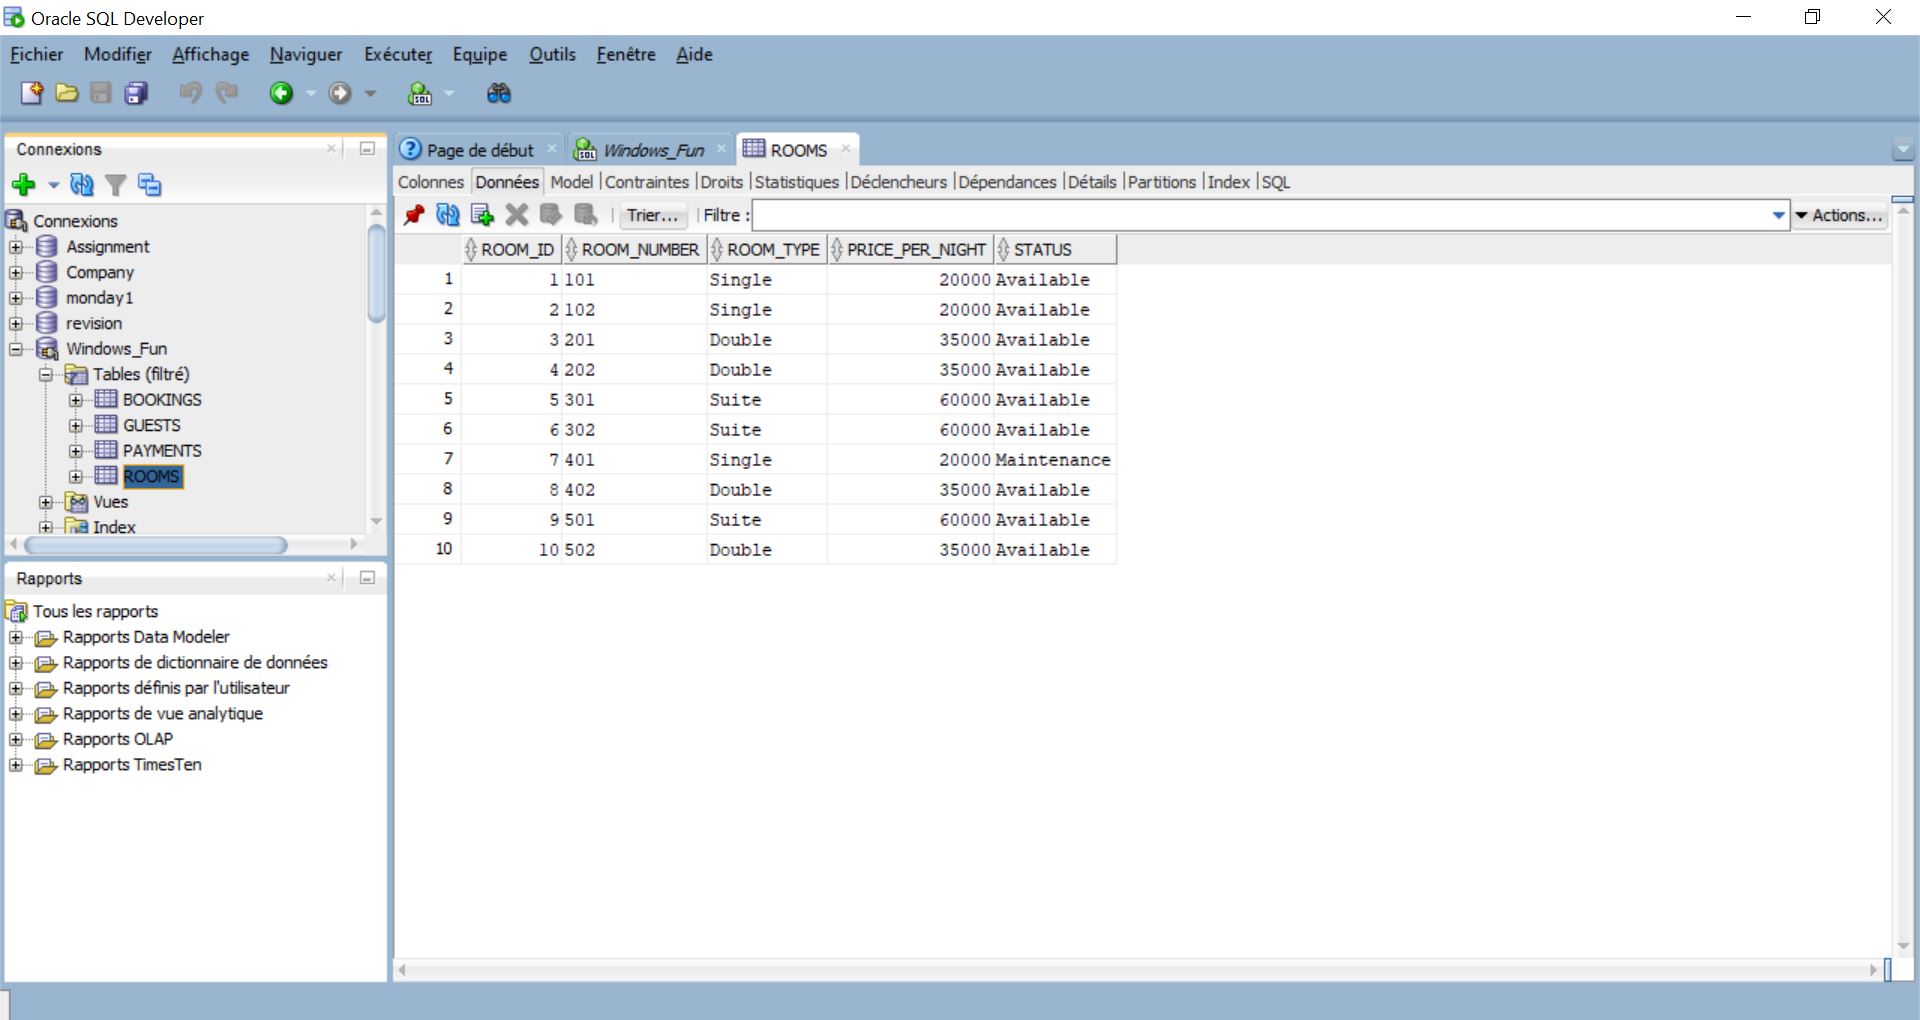 Oracle SQL Developer
Fichier Modifier Affichage Naviguer Exécuter Equipe Outils Fenêtre Aide
Connexions
Connexions
Assignment
Company
monday1
revision
Windows_Fun
Tables (filtré)
BOOKINGS
GUESTS
PAYMENTS
ROOMS
Vues
Index
Rapports
Tous les rapports
Rapports Data Modeler
Rapports de dictionnaire de données
Rapports définis par l'utilisateur
Rapports de vue analytique
Rapports OLAP
Rapports TimesTen
Page de début Windows_Fun ROOMS
Colonnes Données Model |Contraintes |Droits |Statistiques |Déclencheurs |Dépendances |Détails |Partitions |Index |SQL
Trier... Filtre : Actions...
ROOM_ID ROOM_NUMBER ROOM_TYPE PRICE_PER_NIGHT STATUS
1 1 101 Single 20000 Available
2 2 102 Single 20000 Available
3 3 201 Double 35000 Available
4 4 202 Double 35000 Available
5 5 301 Suite 60000 Available
6 6 302 Suite 60000 Available
7 7 401 Single 20000 Maintenance
8 8 402 Double 35000 Available
9 9 501 Suite 60000 Available
10 10 502 Double 35000 Available